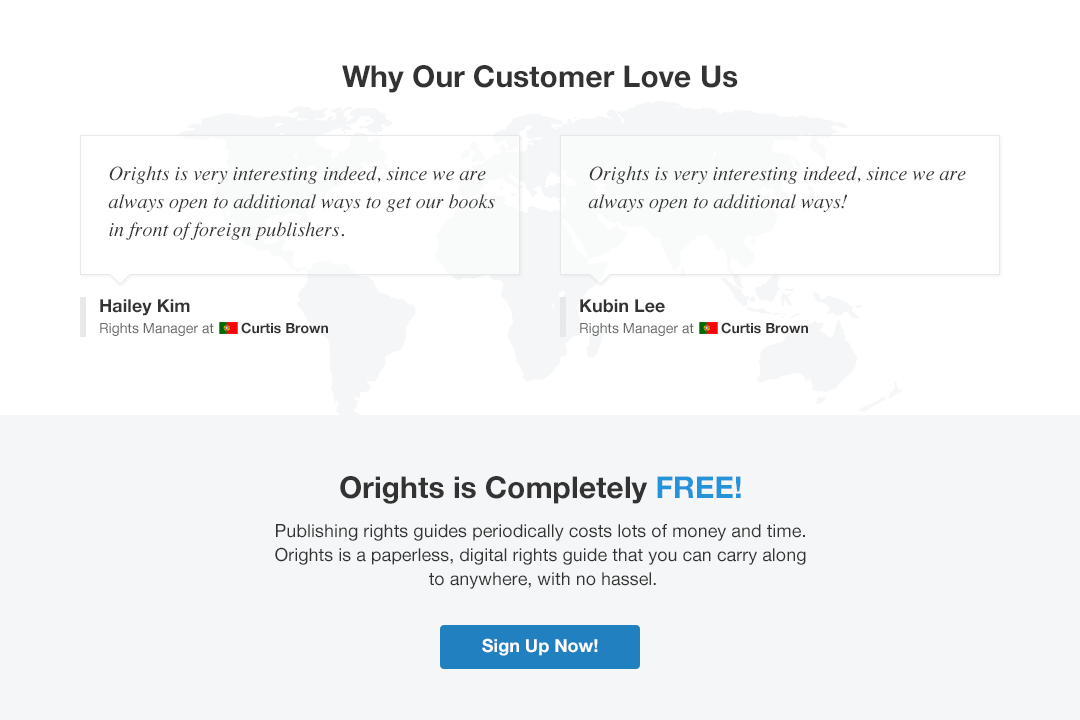 Why Our Customer Love Us
Orights is very interesting indeed, since we are
always open to additional ways to get our books
in front of foreign publishers.
Hailey Kim
Rights Manager at Curtis Brown
Orights is very interesting indeed, since we are
always open to additional ways!
Kubin Lee
Rights Manager at Curtis Brown
Orights is Completely FREE!
Publishing rights guides periodically costs lots of money and time.
Orights is a paperless, digital rights guide that you can carry along
to anywhere, with no hassel.
Sign Up Now!